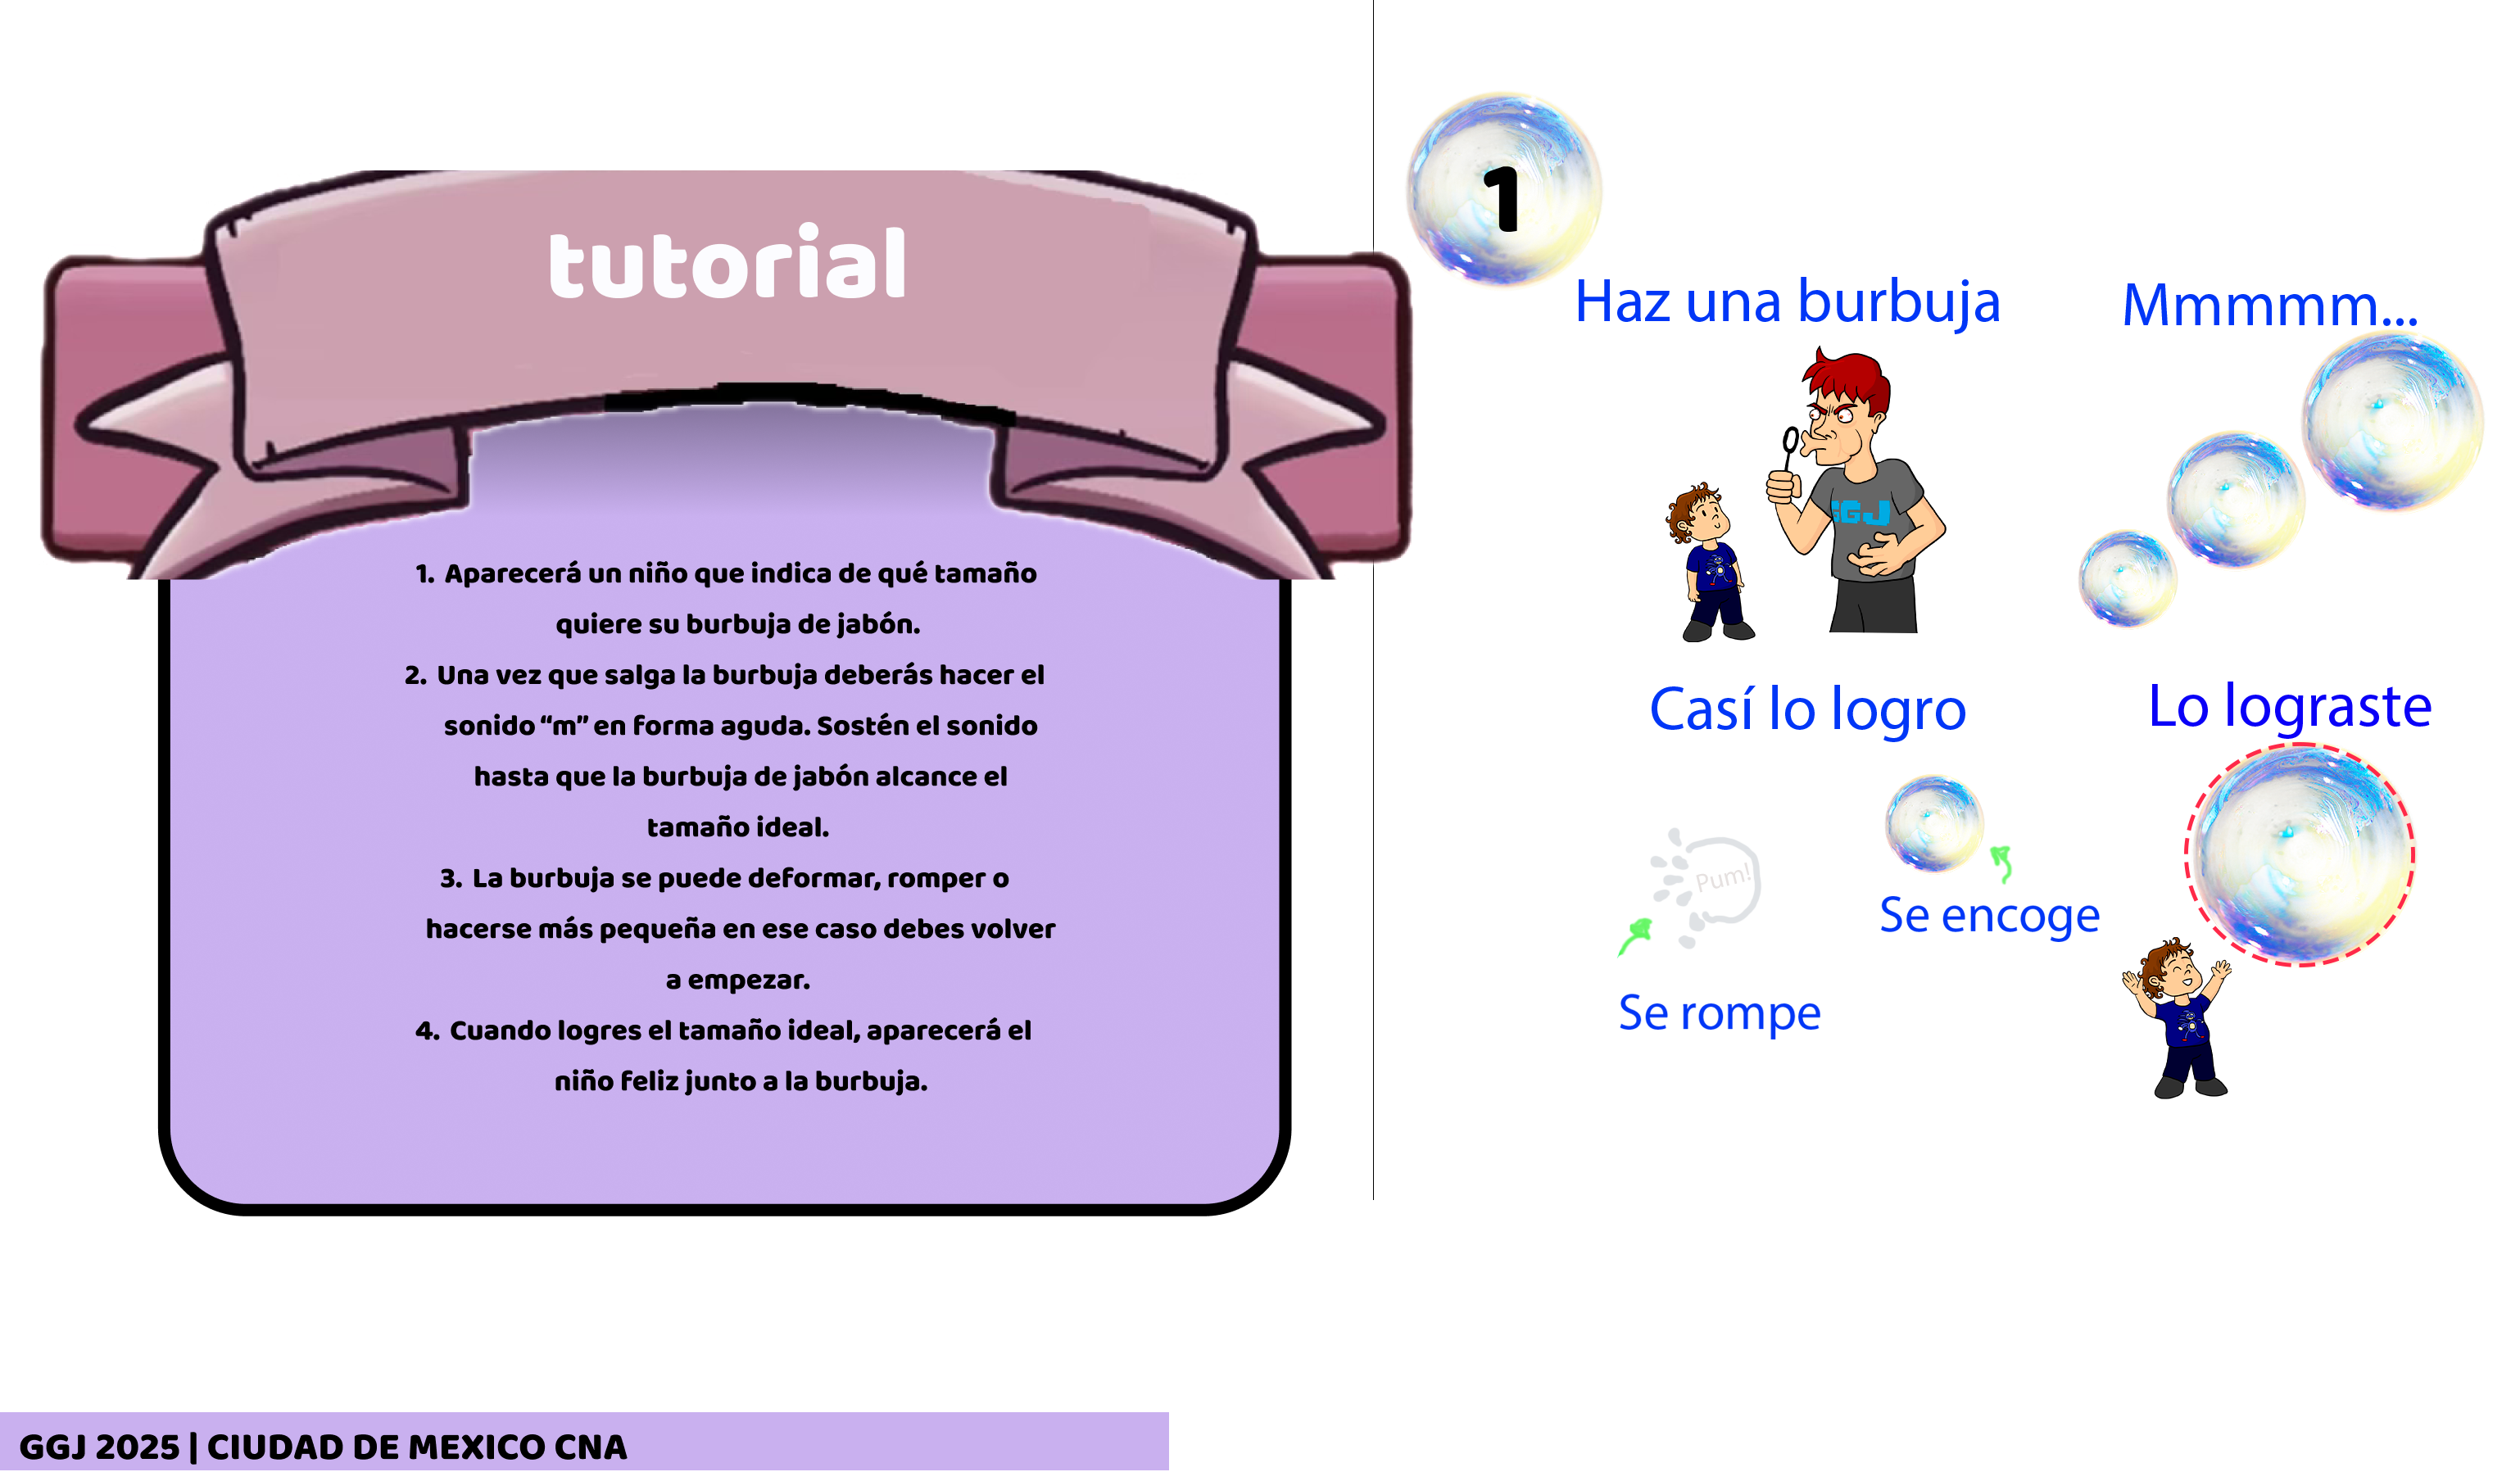 tutorial
1. Aparecerá un niño que indica de qué tamaño
quiere su burbuja de jabón.
2. Una vez que salga la burbuja deberás hacer el
sonido “m” en forma aguda. Sostén el sonido
hasta que la burbuja de jabón alcance el
tamaño ideal.
3. La burbuja se puede deformar, romper o
hacerse más pequeña en ese caso debes volver
a empezar.
4. Cuando logres el tamaño ideal, aparecerá el
niño feliz junto a la burbuja.
1
Haz una burbuja
Mmmmm...
GGJ
Casí lo logro
Lo lograste
Pum!
Se encoge
Se rompe
GGJ 2025 | CIUDAD DE MEXICO CNA